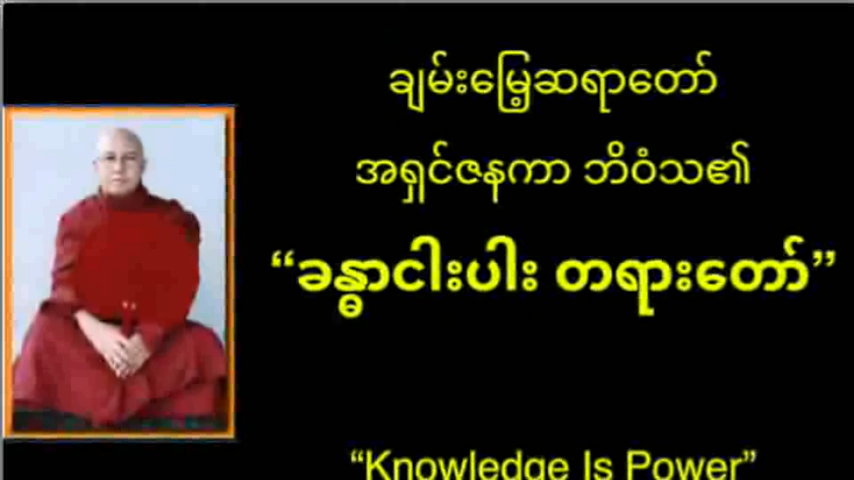 ချမ်းမြေ့ဆရာတော်
အရှင်ဇနကာ ဘိဝံသ၏
“ခန္ဓာငါးပါး တရားတော်”
“Knowledge Is Power”